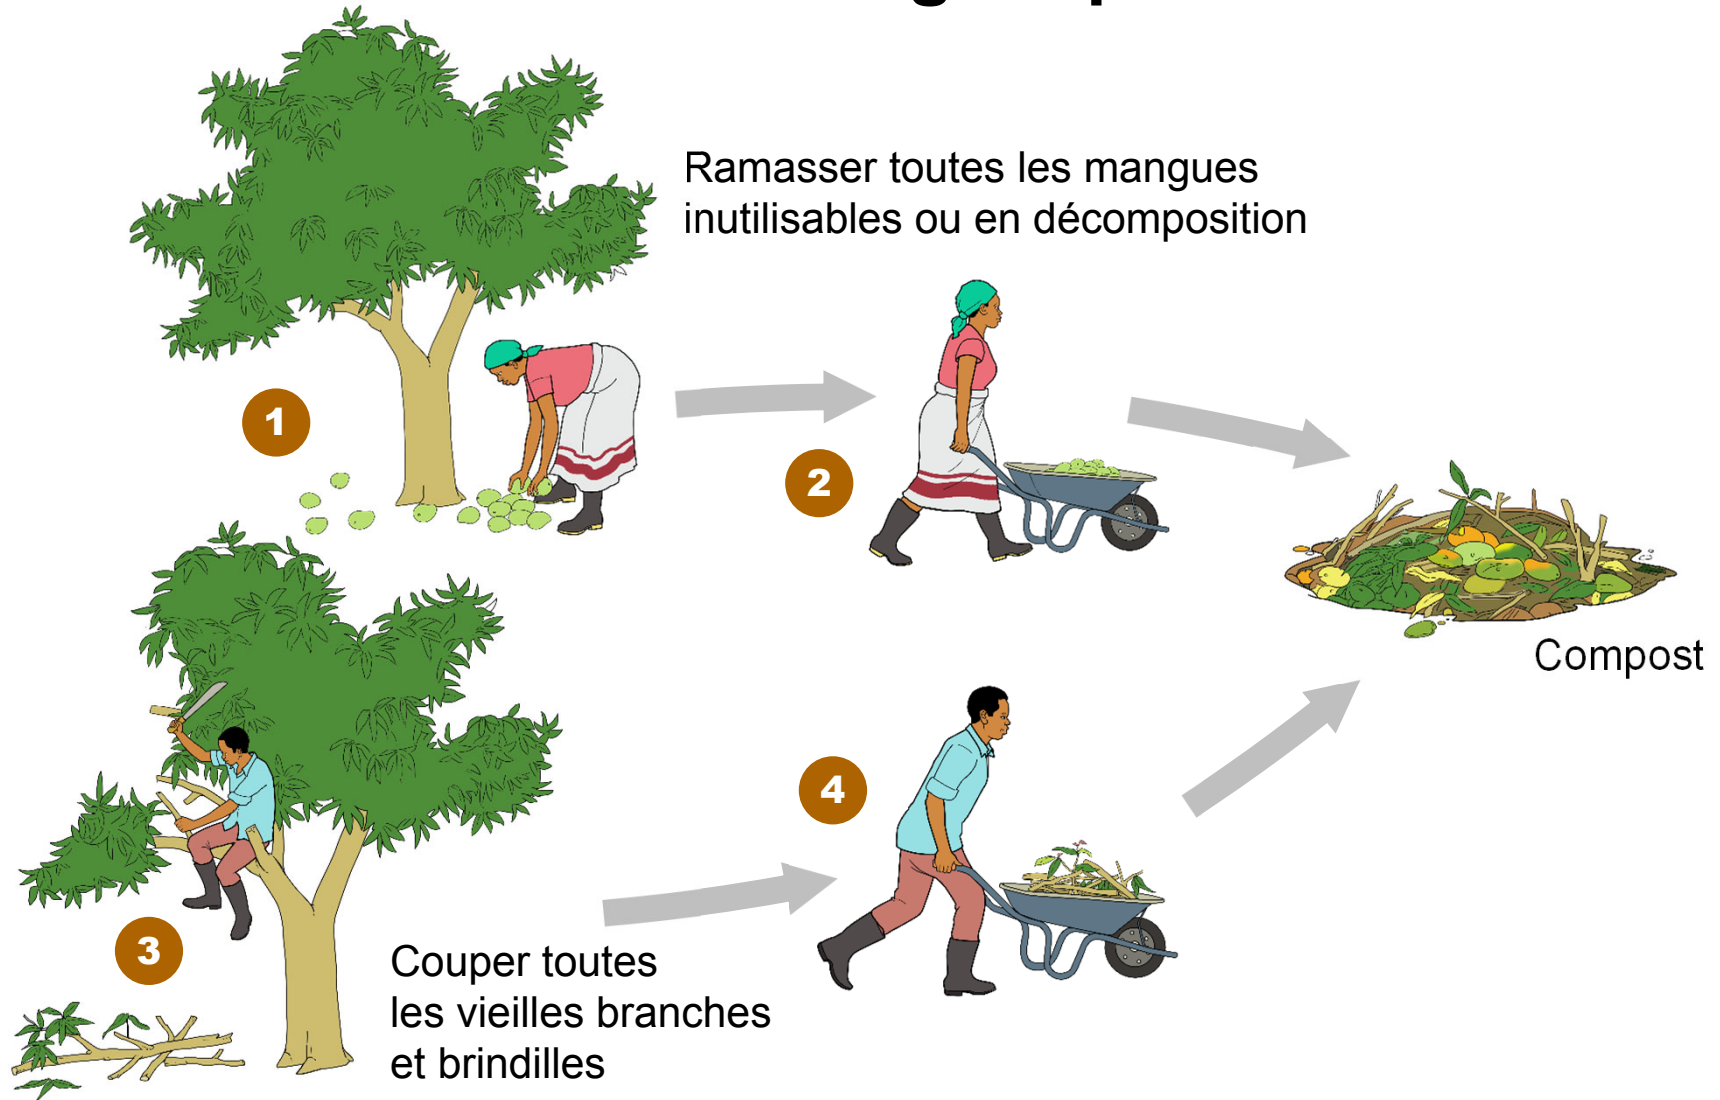 Ramasser toutes les mangues
inutilisables ou en décomposition
1
2
Compost
3
4
Couper toutes
les vieilles branches
et brindilles